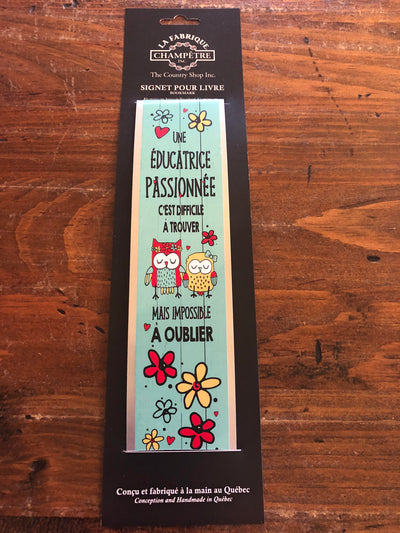 LA FABRIQUE
CHAMPÊTRE
Inc.
The Country Shop Inc.
SIGNET POUR LIVRE
BOOKMARK
UNE
ÉDUCATRICE
PASSIONNÉE
C'EST DIFFICILE
À TROUVER
MAIS IMPOSSIBLE
À OUBLIER
Conçu et fabriqué à la main au Québec
Conception and Handmade in Québec